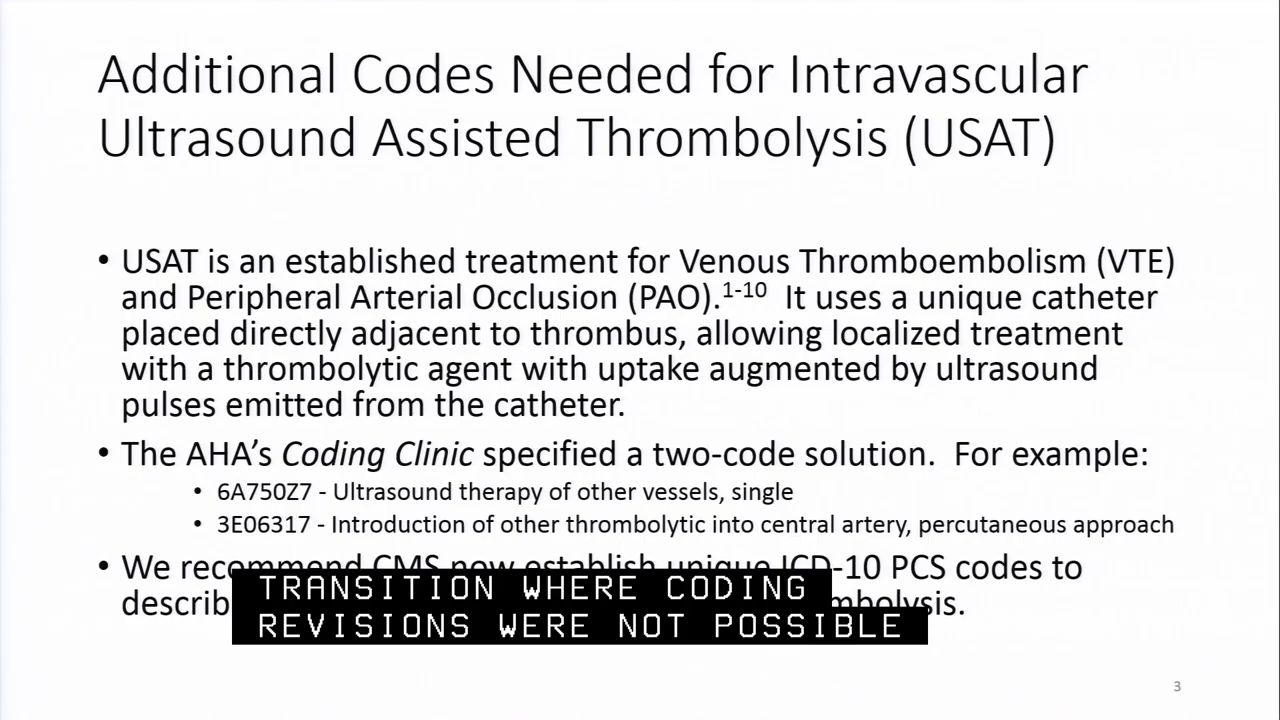 Additional Codes Needed for Intravascular
Ultrasound Assisted Thrombolysis (USAT)
• USAT is an established treatment for Venous Thromboembolism (VTE)
and Peripheral Arterial Occlusion (PAO).1-10 It uses a unique catheter
placed directly adjacent to thrombus, allowing localized treatment
with a thrombolytic agent with uptake augmented by ultrasound
pulses emitted from the catheter.
• The AHA's Coding Clinic specified a two-code solution. For example:
• 6A750Z7 - Ultrasound therapy of other vessels, single
• 3E06317 - Introduction of other thrombolytic into central artery, percutaneous approach
• We recommend CMS now establish unique ICD-10 PCS codes to
TRANSITION WHERE CODING
REVISIONS WERE NOT POSSIBLE
3